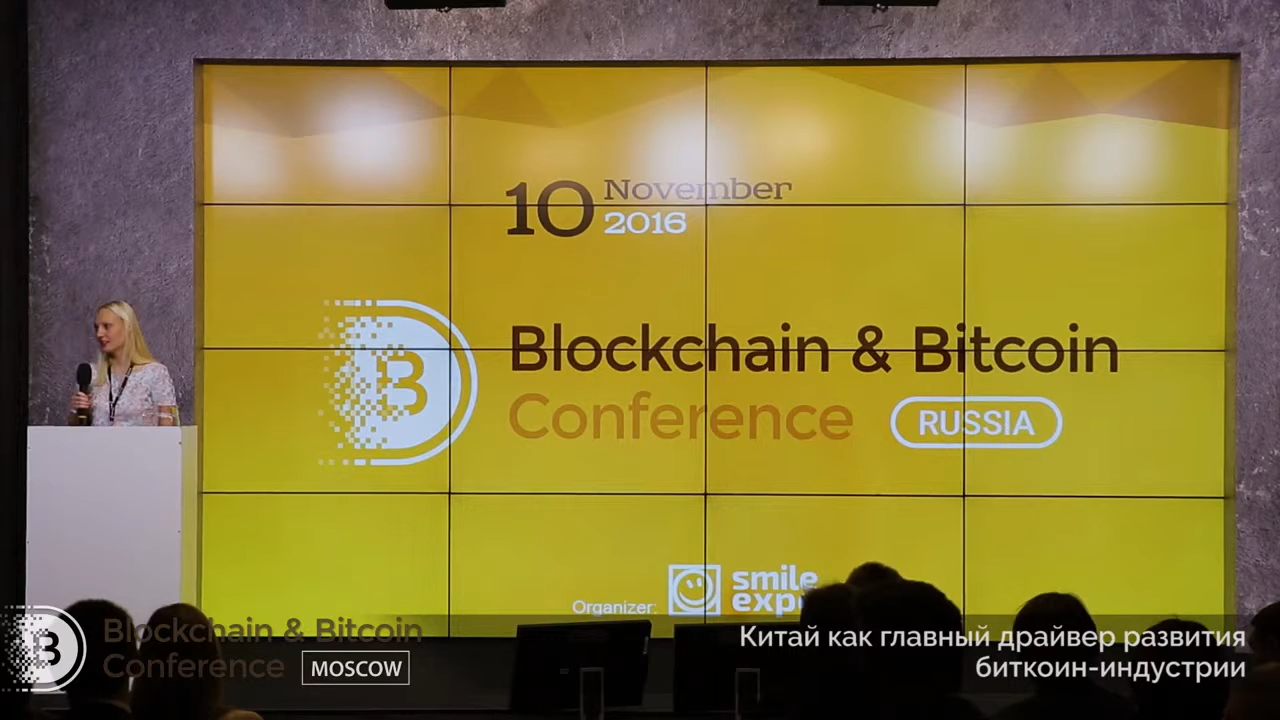 10 November
2016
Blockchain & Bitcoin
Conference RUSSIA
Organizer: smile
Blockchain & Bitcoin
Conference MOSCOW
Китай как главный драйвер развития
биткоин-индустрии